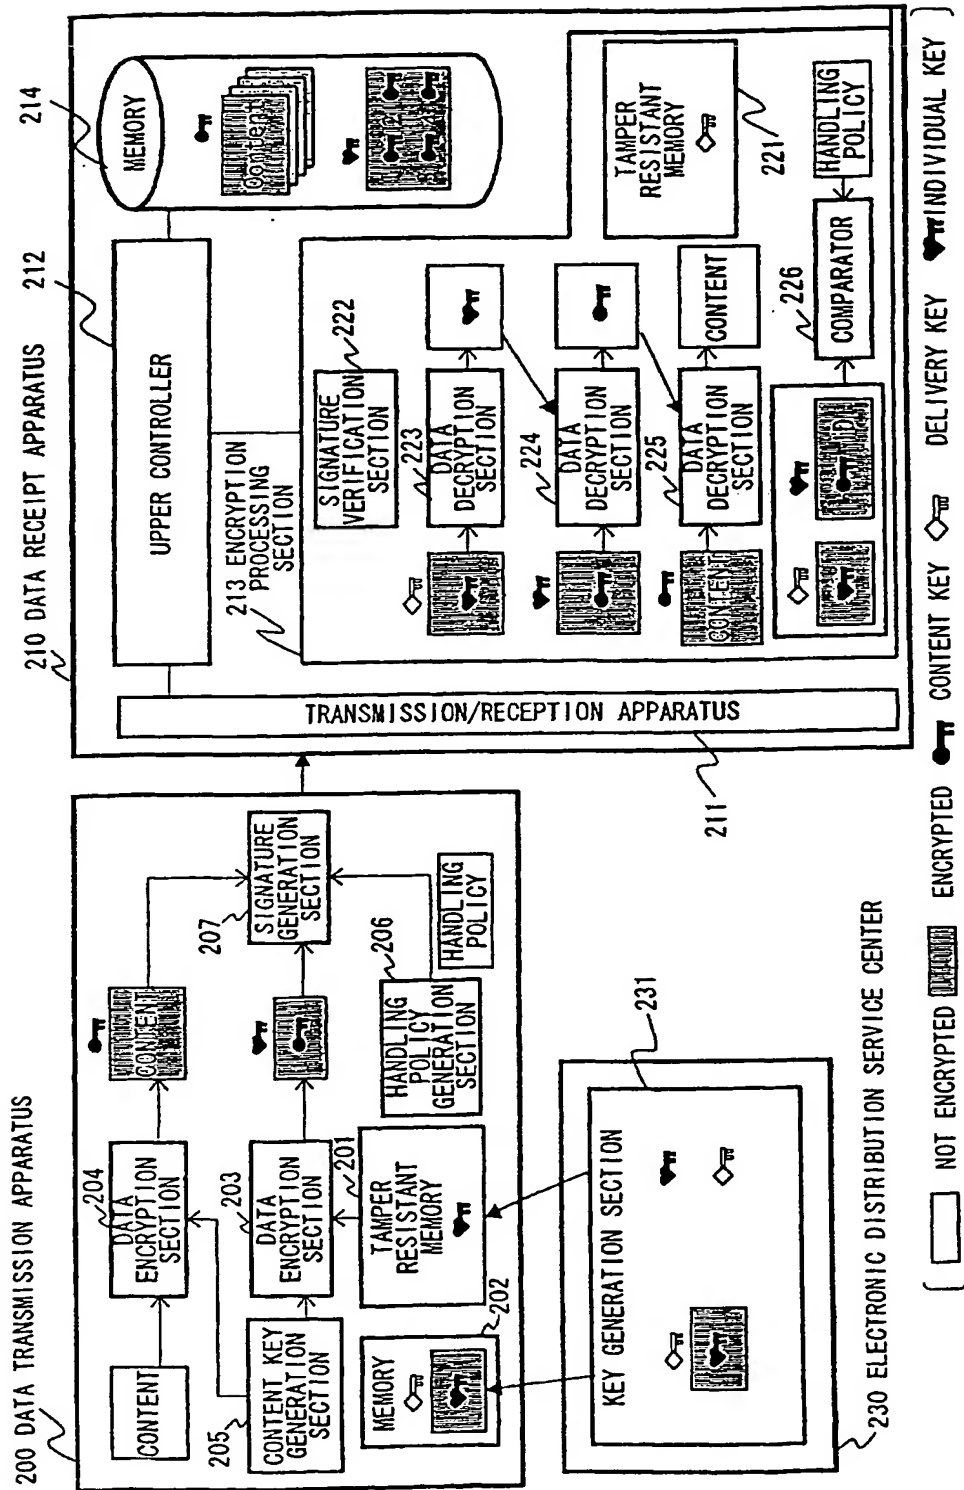 200 DATA TRANSMISSION APPARATUS
CONTENT
204
DATA
ENCRYPTION
SECTION
CONTENT
207
SIGNATURE
GENERATION
SECTION
205
CONTENT KEY
GENERATION
SECTION
203
DATA
ENCRYPTION
SECTION
MEMORY
202
201
TAMPER
RESISTANT
MEMORY
206
HANDLING
POLICY
GENERATION
SECTION
HANDLING
POLICY
KEY GENERATION SECTION
231
230 ELECTRONIC DISTRIBUTION SERVICE CENTER
210 DATA RECEIPT APPARATUS
212
UPPER CONTROLLER
214
MEMORY
Content
211
TRANSMISSION/RECEPTION APPARATUS
213 ENCRYPTION
PROCESSING
SECTION
SIGNATURE
VERIFICATION
SECTION
222
223
DATA
DECRYPTION
SECTION
224
DATA
DECRYPTION
SECTION
225
CONTENT
DATA
DECRYPTION
SECTION
CONTENT
TAMPER
RESISTANT
MEMORY
221
226
COMPARATOR
HANDLING
POLICY
ID
NOT ENCRYPTED
ENCRYPTED
CONTENT KEY
DELIVERY KEY
INDIVIDUAL KEY